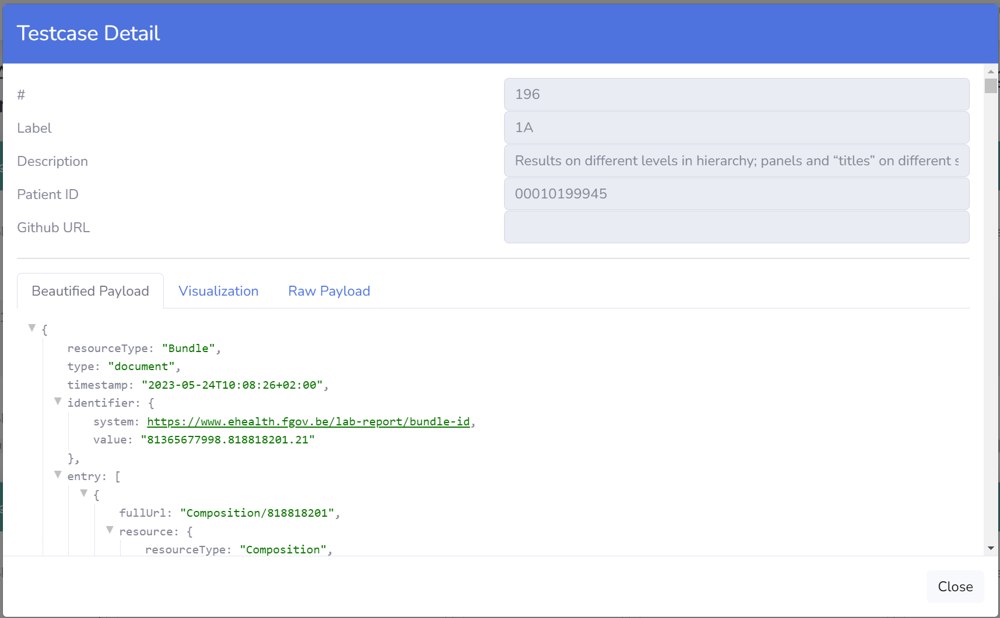 Testcase Detail
# 196
Label 1A
Description Results on different levels in hierarchy; panels and “titles” on different s
Patient ID 00010199945
Github URL
Beautified Payload Visualization Raw Payload
{
resourceType: "Bundle",
type: "document",
timestamp: "2023-05-24T10:08:26+02:00",
identifier: {
system: https://www.ehealth.fgov.be/lab-report/bundle-id,
value: "81365677998.818818201.21"
},
entry: [
{
fullUrl: "Composition/818818201",
resource: {
resourceType: "Composition",
Close